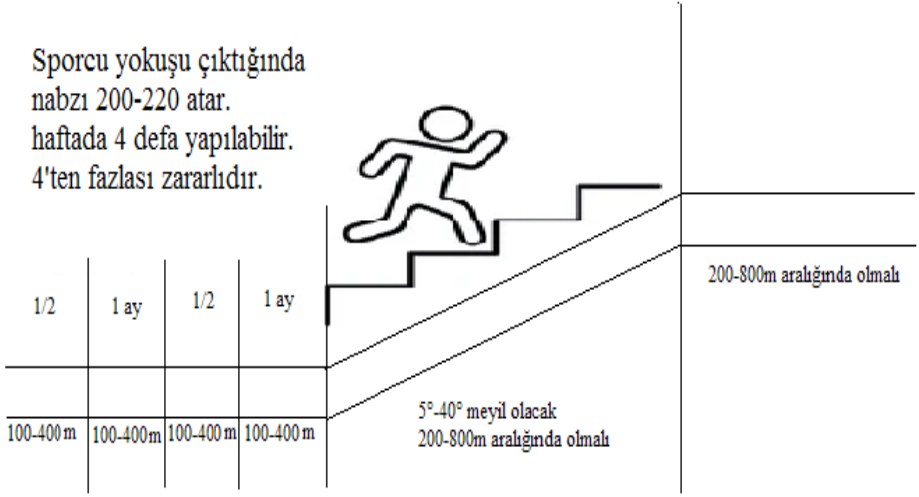 Sporcu yokuşu çıktığında
nabzı 200-220 atar.
haftada 4 defa yapılabilir.
4'ten fazlası zararlıdır.
1/2
1 ay
1/2
1 ay
200-800m aralığında olmalı
100-400 m
100-400m
100-400 m
100-400 m
5°-40° meyil olacak
200-800m aralığında olmalı